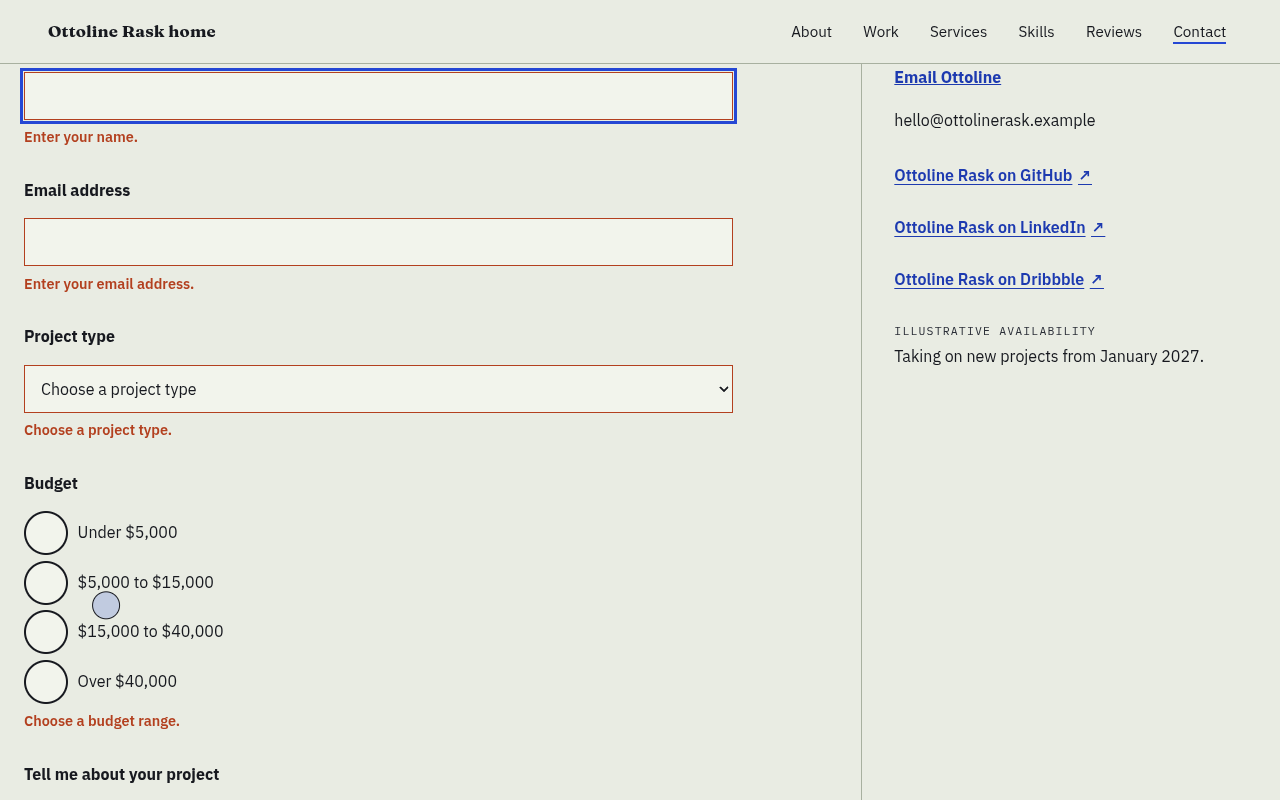 Ottoline Rask home
About
Work
Services
Skills
Reviews
Contact
Enter your name.
Email address
Enter your email address.
Project type
Choose a project type
Choose a project type.
Budget
Under $5,000
$5,000 to $15,000
$15,000 to $40,000
Over $40,000
Choose a budget range.
Tell me about your project
Email Ottoline
hello@ottolinerask.example
Ottoline Rask on GitHub ↗
Ottoline Rask on LinkedIn ↗
Ottoline Rask on Dribbble ↗
ILLUSTRATIVE AVAILABILITY
Taking on new projects from January 2027.